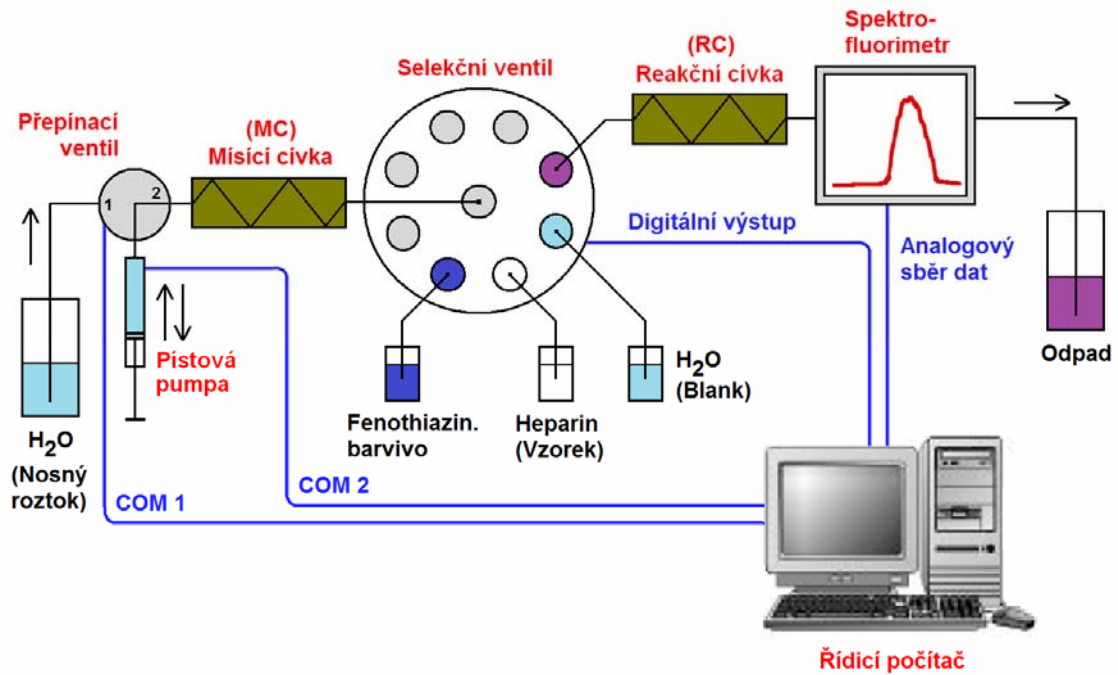 Spektro-
fluorimetr
(RC)
Reakční cívka
Selekční ventil
(MC)
Mísicí cívka
Přepínací
ventil
1
2
Digitální výstup
Analogový
sběr dat
Pístová
pumpa
H2O
(Nosný
roztok)
Fenothiazin.
barvivo
Heparin
(Vzorek)
H2O
(Blank)
Odpad
COM 1
COM 2
Řídicí počítač